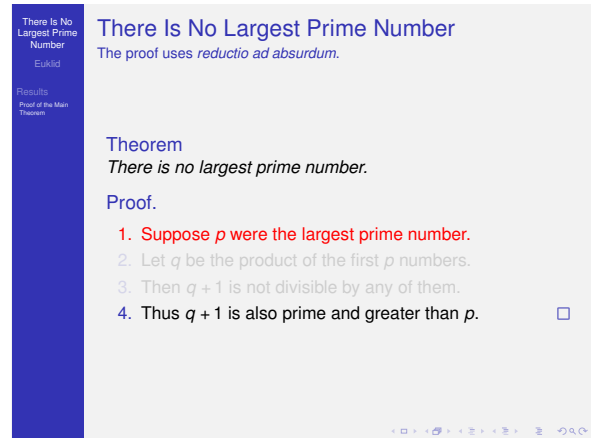 There Is No
Largest Prime
Number
Euklid
Results
Proof of the Main
Theorem
There Is No Largest Prime Number
The proof uses reductio ad absurdum.
Theorem
There is no largest prime number.
Proof.
1. Suppose p were the largest prime number.
2. Let q be the product of the first p numbers.
3. Then q + 1 is not divisible by any of them.
4. Thus q + 1 is also prime and greater than p.